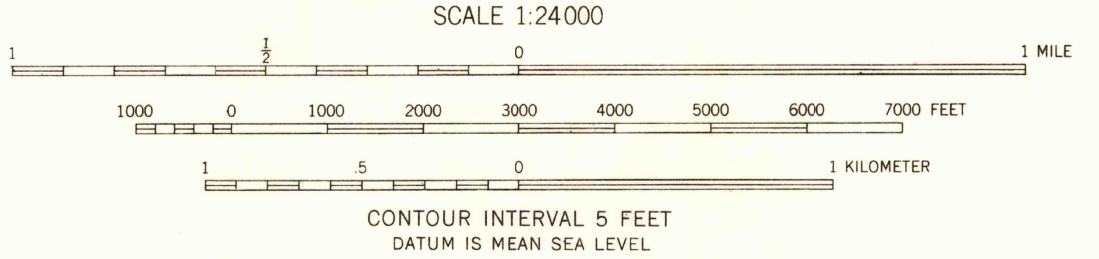 SCALE 1:24000
1 1/2 0 1 MILE
1000 0 1000 2000 3000 4000 5000 6000 7000 FEET
1 .5 0 1 KILOMETER
CONTOUR INTERVAL 5 FEET
DATUM IS MEAN SEA LEVEL